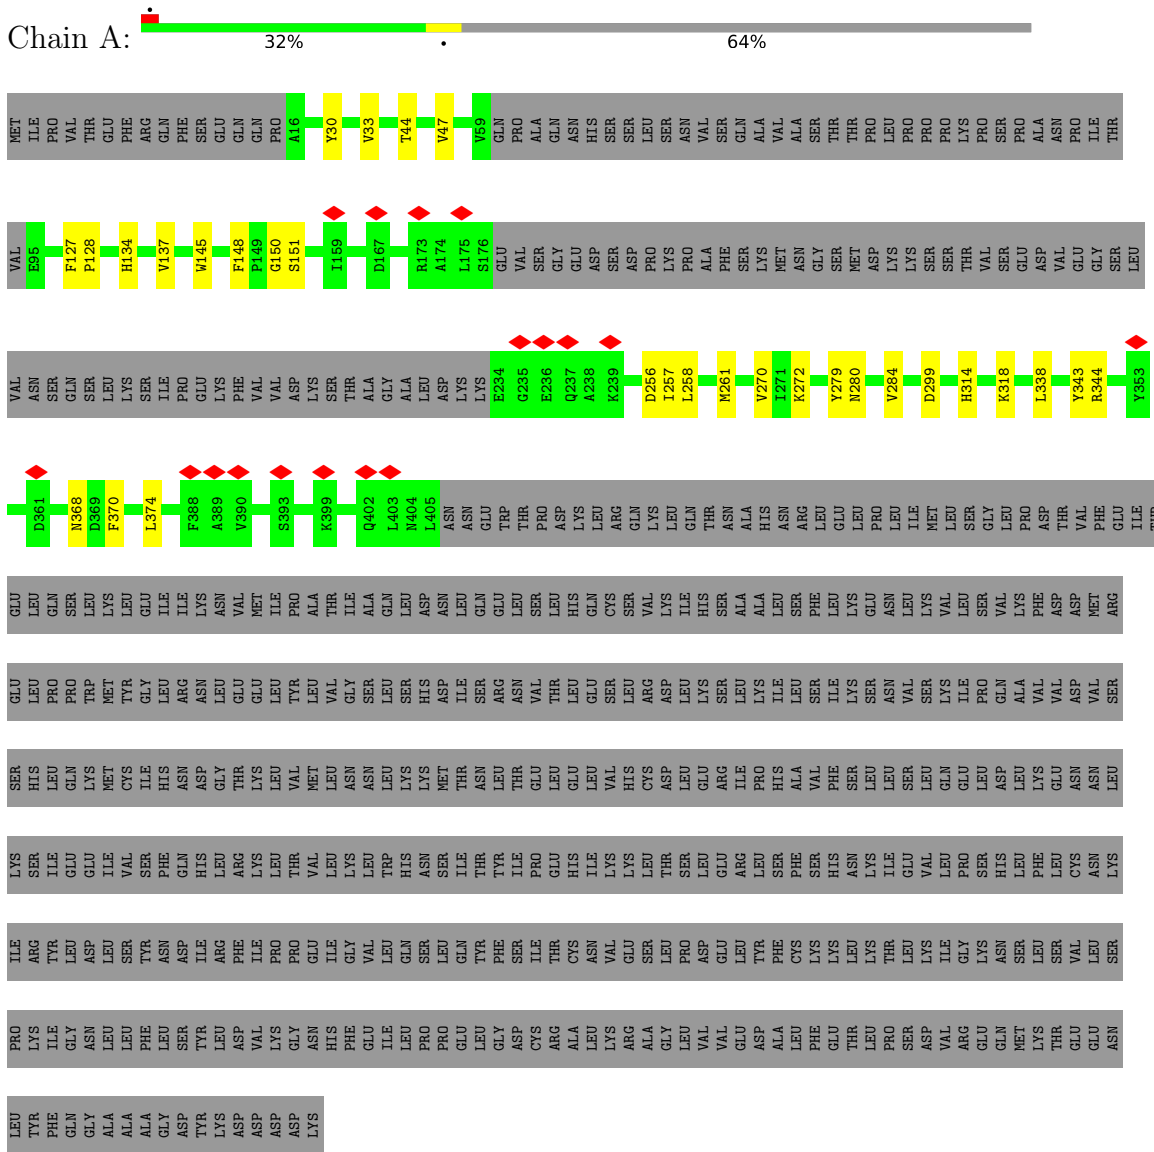 Chain A:
32%
64%
MET ILE PRO VAL THR GLU PHE ARG GLN PHE SER GLU GLN GLN PRO A16 Y30 V33 T44 V47 V59 GLN PRO ALA GLN ASN HIS SER SER LEU SER ASN VAL SER GLN ALA VAL ALA SER THR THR PRO LEU PRO PRO PRO LYS PRO SER PRO ALA ASN PRO ILE THR
VAL E95 F127 P128 H134 V137 W145 F148 P149 G150 S151 I159 D167 R173 A174 L175 S176 GLU VAL SER GLY GLU ASP SER ASP PRO LYS PRO ALA PHE SER LYS MET ASN GLY SER MET ASP LYS LYS SER SER THR VAL SER GLU ASP VAL GLU GLY SER LEU
VAL ASN SER GLN SER LEU LYS SER ILE PRO GLU LYS PHE VAL VAL ASP LYS SER THR ALA GLY ALA LEU ASP LYS LYS E234 G235 E236 Q237 A238 K239 D256 I257 L258 M261 V270 I271 K272 Y279 N280 V284 D299 H314 K318 L338 Y343 R344 Y353
D361 N368 D369 F370 L374 F388 A389 V390 S393 K399 Q402 L403 N404 L405 ASN ASN GLU TRP THR PRO ASP LYS LEU ARG GLN LYS LEU GLN THR ASN ALA HIS ASN ARG LEU GLU LEU PRO LEU ILE MET LEU SER GLY LEU PRO ASP THR VAL PHE GLU ILE THR
GLU LEU GLN SER LEU LYS LEU GLU ILE ILE LYS ASN VAL MET ILE PRO ALA THR ILE ALA GLN LEU ASP ASN LEU GLN GLU LEU SER LEU HIS GLN CYS SER VAL LYS ILE HIS SER ALA ALA LEU SER PHE LEU LYS GLU ASN LEU LYS VAL LEU SER VAL LYS PHE ASP ASP MET ARG
GLU LEU PRO PRO TRP MET TYR GLY LEU ARG ASN LEU GLU GLU LEU TYR LEU VAL GLY SER LEU SER HIS ASP ILE SER ARG ASN VAL THR LEU GLU SER LEU ARG ASP LEU LYS SER LEU LYS ILE LEU SER ILE LYS SER ASN VAL SER LYS ILE PRO GLN ALA VAL VAL ASP VAL SER
SER HIS LEU GLN LYS MET CYS ILE HIS ASN ASP GLY THR LYS LEU VAL MET LEU ASN ASN LEU LYS LYS MET THR ASN LEU THR GLU LEU GLU LEU VAL HIS CYS ASP LEU GLU ARG ILE PRO HIS ALA VAL PHE SER LEU LEU SER LEU GLN GLU LEU ASP LEU LYS GLU ASN ASN LEU
LYS SER ILE GLU GLU ILE VAL SER PHE GLN HIS LEU ARG LYS LEU THR VAL LEU LYS LEU TRP HIS ASN SER ILE THR TYR ILE PRO GLU HIS ILE LYS LYS LEU THR SER LEU GLU ARG LEU SER PHE SER HIS ASN LYS ILE GLU VAL LEU PRO SER HIS LEU PHE LEU CYS ASN LYS
ILE ARG TYR LEU ASP LEU SER TYR ASN ASP ILE ARG PHE ILE PRO PRO GLU ILE GLY VAL LEU GLN SER LEU GLN TYR PHE SER ILE THR CYS ASN VAL GLU SER LEU PRO ASP GLU LEU TYR PHE CYS LYS LYS LEU LYS THR LEU LYS ILE GLY LYS ASN SER LEU SER VAL LEU SER
PRO LYS ILE GLY ASN LEU LEU PHE LEU SER TYR LEU ASP VAL LYS GLY ASN HIS PHE GLU ILE LEU PRO PRO GLU LEU GLY ASP CYS ARG ALA LEU LYS ARG ALA GLY LEU VAL VAL GLU ASP ALA LEU PHE GLU THR LEU PRO SER ASP VAL ARG GLU GLN MET LYS THR GLU GLU ASN
LEU TYR PHE GLN GLY ALA ALA ALA GLY ASP TYR LYS ASP ASP ASP ASP LYS